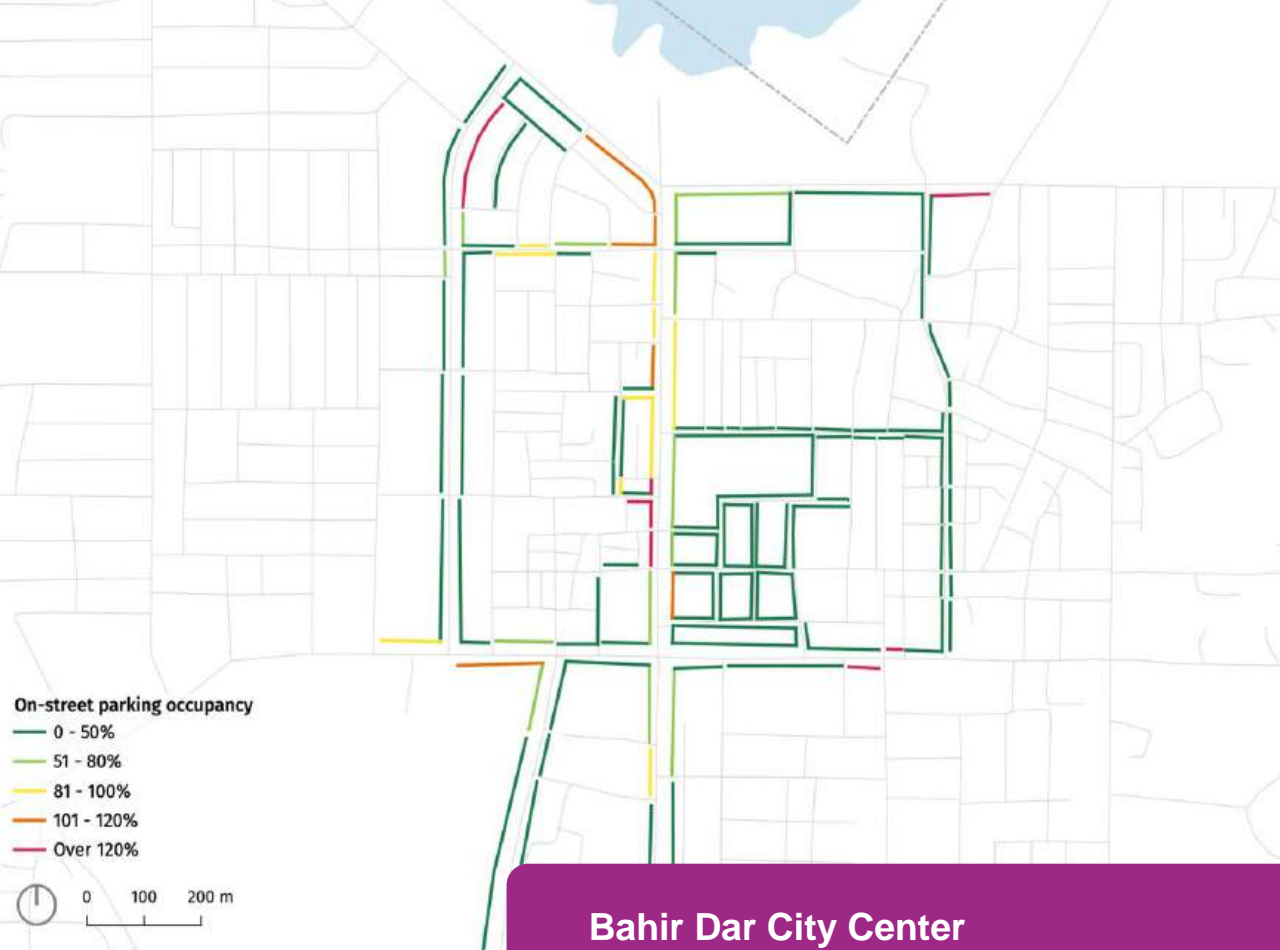 On-street parking occupancy
0 - 50%
51 - 80%
81 - 100%
101 - 120%
Over 120%
0 100 200 m
Bahir Dar City Center